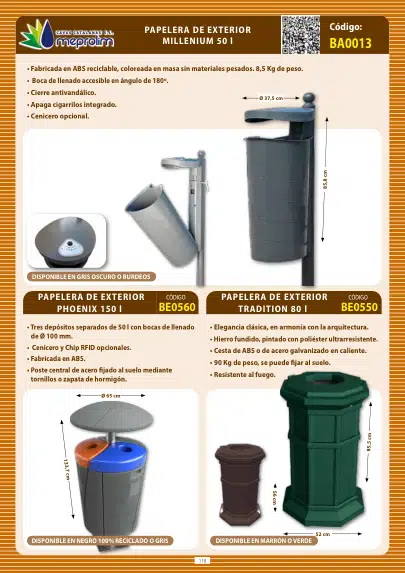 CAYAS CATALANAS S.L.
meprolim
PAPELERA DE EXTERIOR
MILLENIUM 50 l
Código:
BA0013
• Fabricada en ABS reciclable, coloreada en masa sin materiales pesados. 8,5 Kg de peso.
• Boca de llenado accesible en ángulo de 180º.
• Cierre antivandálico.
• Apaga cigarrilos integrado.
• Cenicero opcional.
Ø 37,5 cm
85,8 cm
DISPONIBLE EN GRIS OSCURO O BURDEOS
PAPELERA DE EXTERIOR
PHOENIX 150 l
CÓDIGO
BE0560
• Tres depósitos separados de 50 l con bocas de llenado
de Ø 100 mm.
• Cenicero y Chip RFID opcionales.
• Fabricada en ABS.
• Poste central de acero fijado al suelo mediante
tornillos o zapata de hormigón.
Ø 65 cm
DISPONIBLE EN NEGRO 100% RECICLADO O GRIS
PAPELERA DE EXTERIOR
TRADITION 80 l
CÓDIGO
BE0550
• Elegancia clásica, en armonía con la arquitectura.
• Hierro fundido, pintado con poliéster ultrarresistente.
• Cesta de ABS o de acero galvanizado en caliente.
• 90 Kg de peso, se puede fijar al suelo.
• Resistente al fuego.
95,5 cm
56 cm
52 cm
DISPONIBLE EN MARRÓN O VERDE